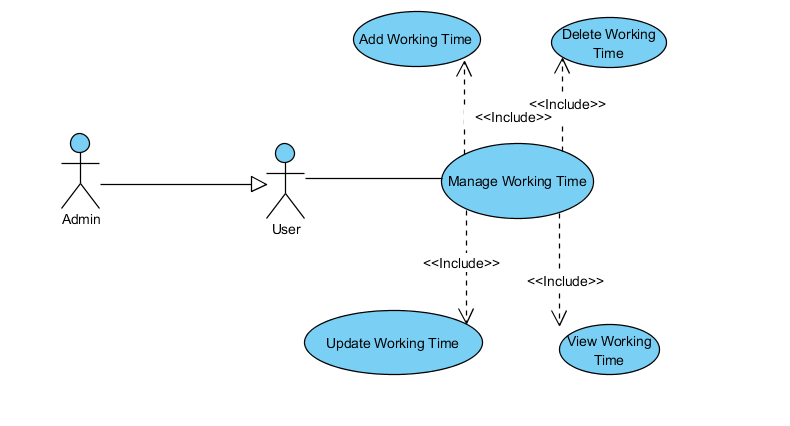 Add Working Time
Delete Working
Time
<<Include>>
<<Include>>
Manage Working Time
Admin
User
<<Include>>
<<Include>>
Update Working Time
View Working
Time